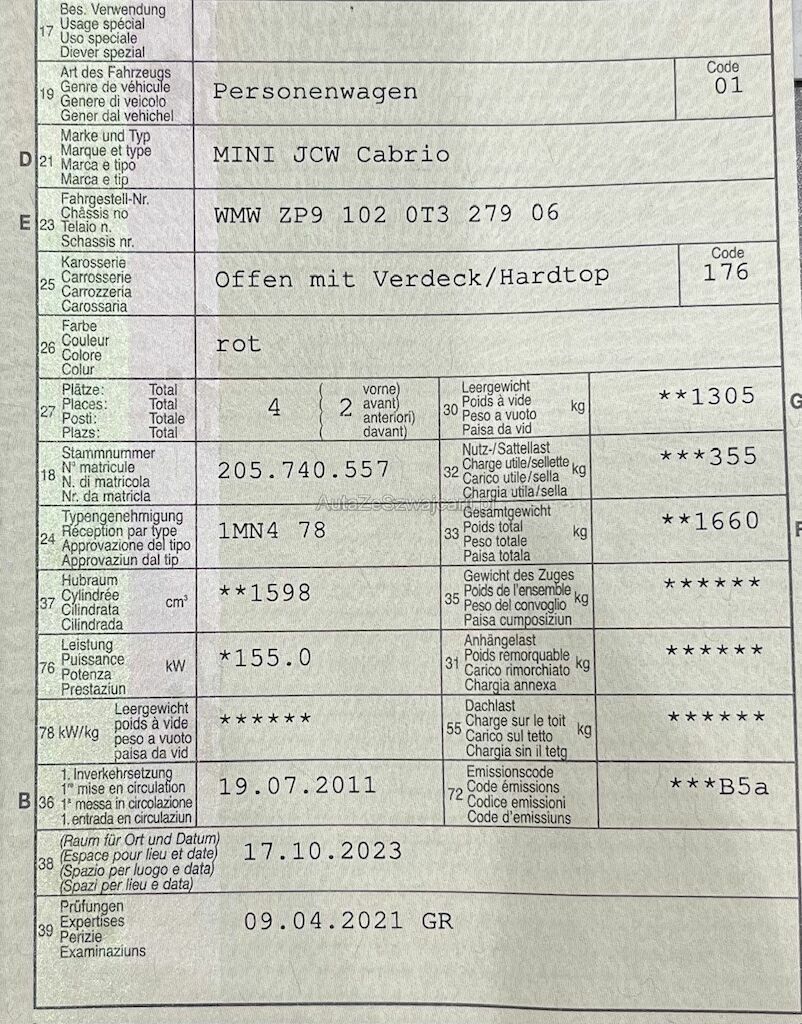 17
Bes. Verwendung
Usage spécial
Uso speciale
Diever spezial
19
Art des Fahrzeugs
Genre de véhicule
Genere di veicolo
Gener dal vehichel
Personenwagen
Code
01
D
21
Marke und Typ
Marque et type
Marca e tipo
Marca e tip
MINI JCW Cabrio
E
23
Fahrgestell-Nr.
Châssis no
Telaio n.
Schassis nr.
WMW ZP9 102 0T3 279 06
25
Karosserie
Carrosserie
Carrozzeria
Carossaria
Offen mit Verdeck/Hardtop
Code
176
26
Farbe
Couleur
Colore
Colur
rot
27
Plätze: Total
Places: Total
Posti: Totale
Plazs: Total
4
( 2 vorne)
( avant)
( anteriori)
( davant)
30
Leergewicht
Poids à vide
Peso a vuoto
Paisa da vid
kg
**1305
G
18
Stammnummer
N° matricule
N. di matricola
Nr. da matricla
205.740.557
32
Nutz-/Sattellast
Charge utile/sellette
Carico utile/sella
Chargia utila/sella
kg
***355
24
Typengenehmigung
Réception par type
Approvazione del tipo
Approvaziun dal tip
1MN4 78
33
Gesamtgewicht
Poids total
Peso totale
Paisa totala
kg
**1660
F
37
Hubraum
Cylindrée
Cilindrata
Cilindrada
cm³
**1598
35
Gewicht des Zuges
Poids de l'ensemble
Peso del convoglio
Paisa cumposiziun
kg
******
76
Leistung
Puissance
Potenza
Prestaziun
kW
*155.0
31
Anhängelast
Poids remorquable
Carico rimorchiato
Chargia annexa
kg
******
78 kW/kg
Leergewicht
poids à vide
peso a vuoto
paisa da vid
******
55
Dachlast
Charge sur le toit
Carico sul tetto
Chargia sin il tetg
kg
******
B
36
1. Inverkehrsetzung
1re mise en circulation
1ª messa in circolazione
1. entrada en circulaziun
19.07.2011
72
Emissionscode
Code émissions
Codice emissioni
Code d'emissiuns
***B5a
38
(Raum für Ort und Datum)
(Espace pour lieu et date)
(Spazio per luogo e data)
(Spazi per lieu e data)
17.10.2023
39
Prüfungen
Expertises
Perizie
Examinaziuns
09.04.2021 GR